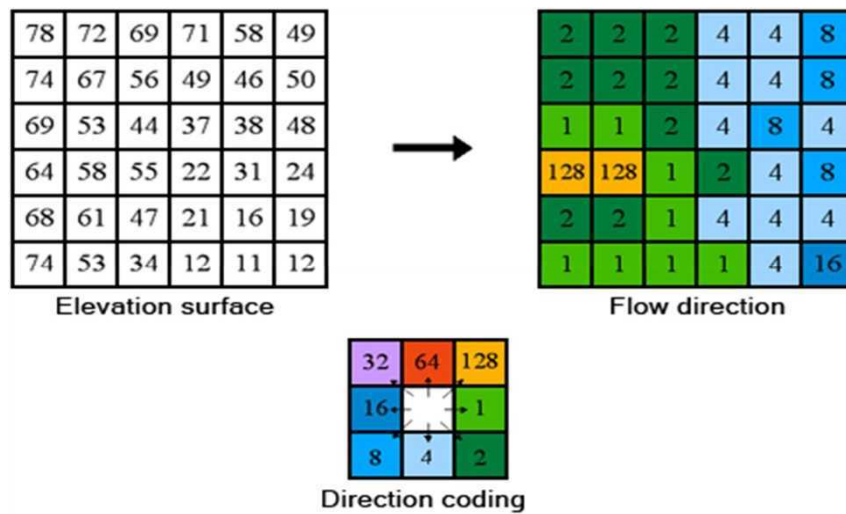 78 72 69 71 58 49 2 2 2 4 4 8
74 67 56 49 46 50 2 2 2 4 4 8
69 53 44 37 38 48 1 1 2 4 8 4
64 58 55 22 31 24 128 128 1 2 4 8
68 61 47 21 16 19 2 2 1 4 4 4
74 53 34 12 11 12 1 1 1 1 4 16
Elevation surface Flow direction
32 64 128
16 1
8 4 2
Direction coding